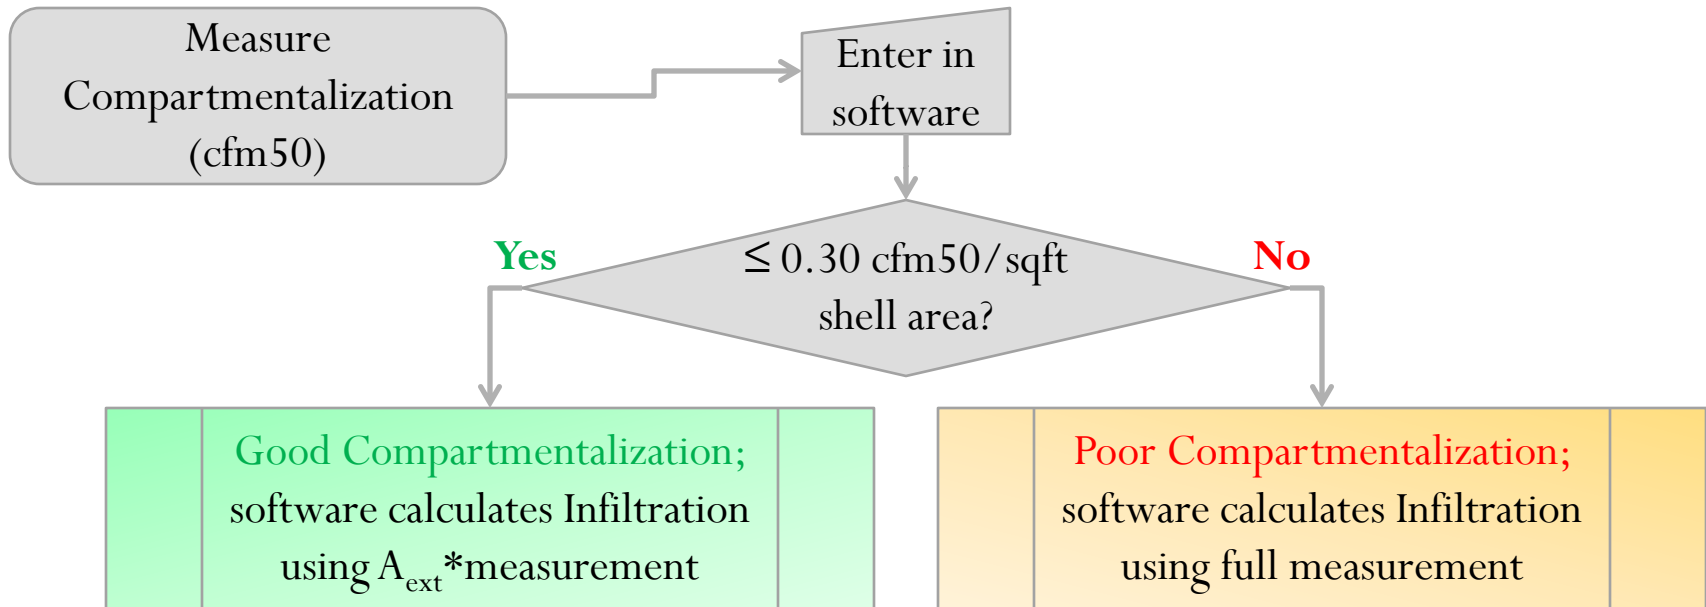 Measure
Compartmentalization
(cfm50)
Enter in
software
≤ 0.30 cfm50/sqft
shell area?
Yes
No
Good Compartmentalization;
software calculates Infiltration
using Aₑₓₜ*measurement
Poor Compartmentalization;
software calculates Infiltration
using full measurement